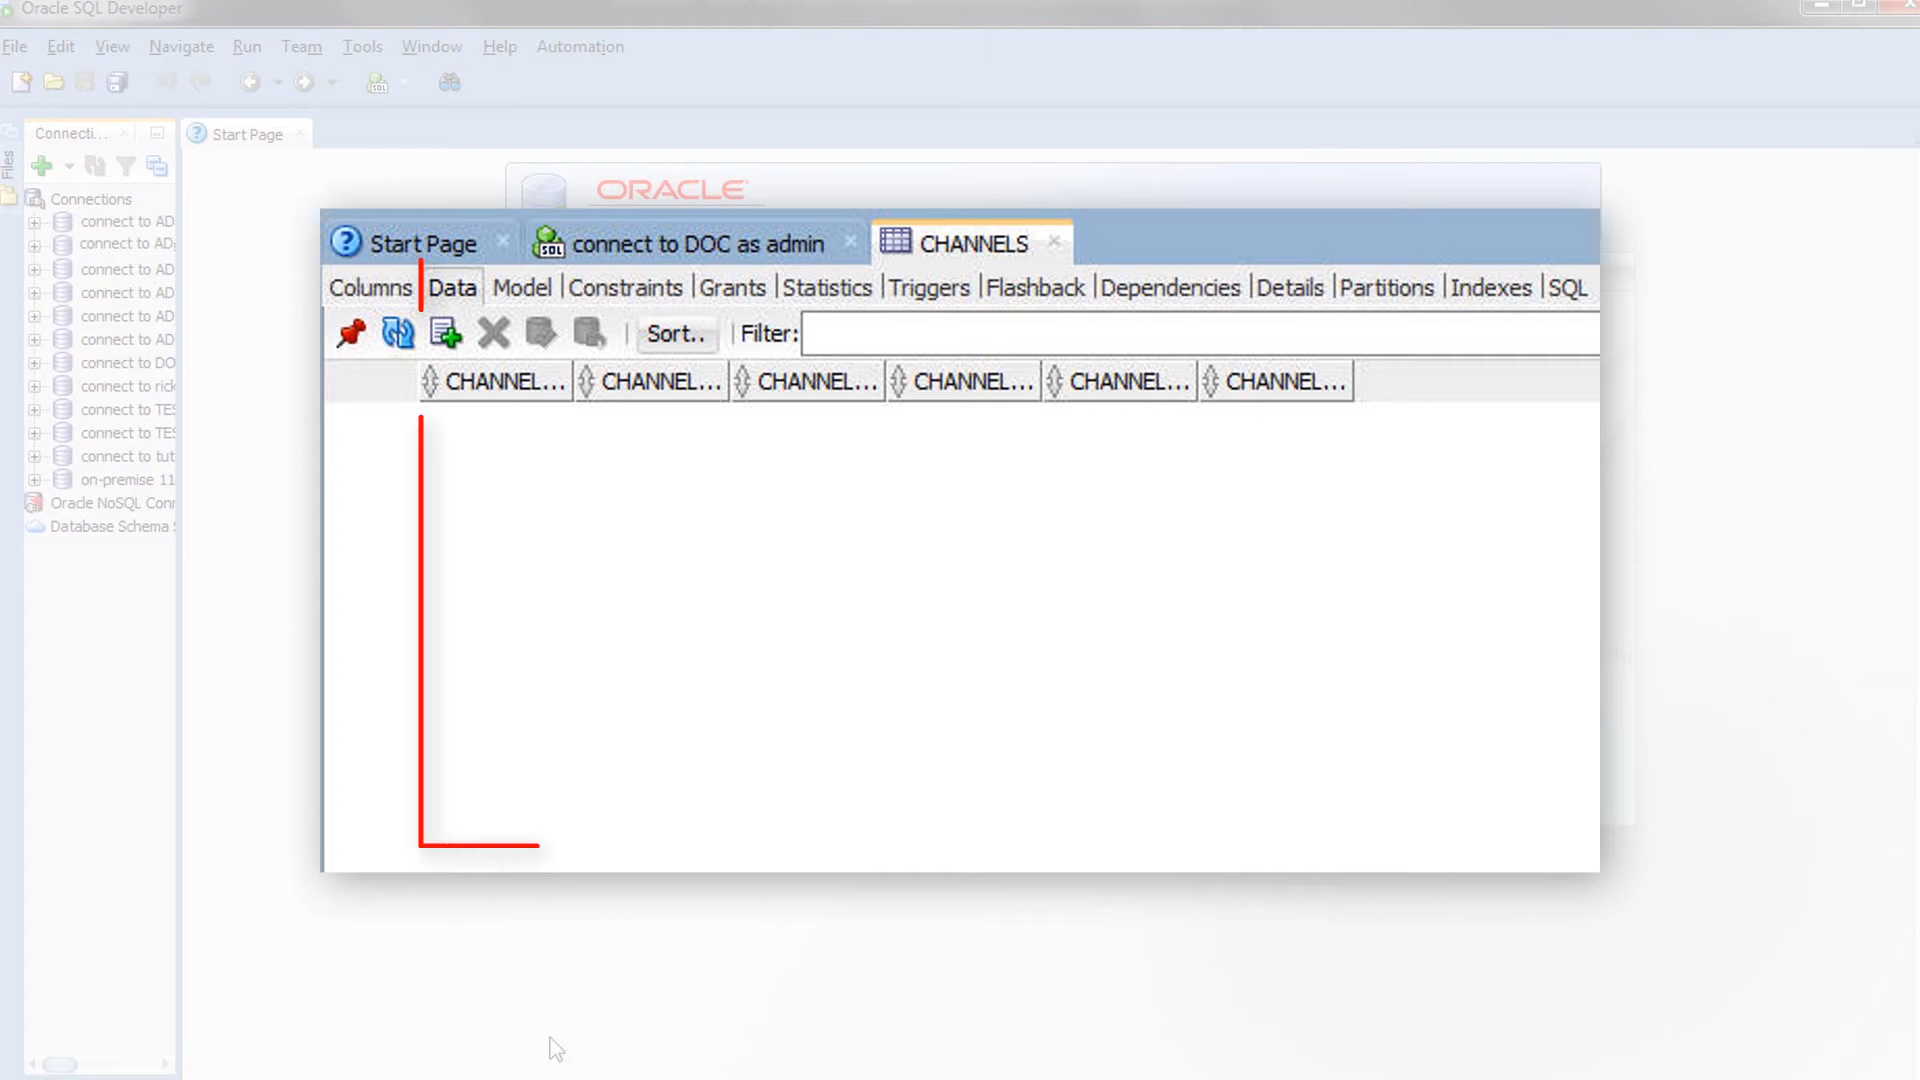 Oracle SQL Developer
File Edit View Navigate Run Team Tools Window Help Automation
Connecti...
Start Page
Files
Connections
connect to AD
connect to AD
connect to AD
connect to AD
connect to AD
connect to AD
connect to DO
connect to rick
connect to TES
connect to TES
connect to tut
on-premise 11
Oracle NoSQL Conn
Database Schema S
ORACLE
Start Page
SQL connect to DOC as admin
CHANNELS
Columns Data Model Constraints Grants Statistics Triggers Flashback Dependencies Details Partitions Indexes SQL
Sort.. Filter:
CHANNEL... CHANNEL... CHANNEL... CHANNEL... CHANNEL... CHANNEL...